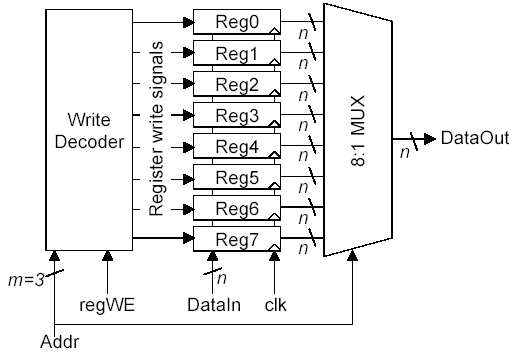 Reg0
n
Reg1
n
Reg2
n
Reg3
n
Reg4
n
Reg5
n
Reg6
n
Reg7
n
Write
Decoder
Register write signals
8:1 MUX
n
DataOut
m=3
n
regWE
DataIn
clk
Addr